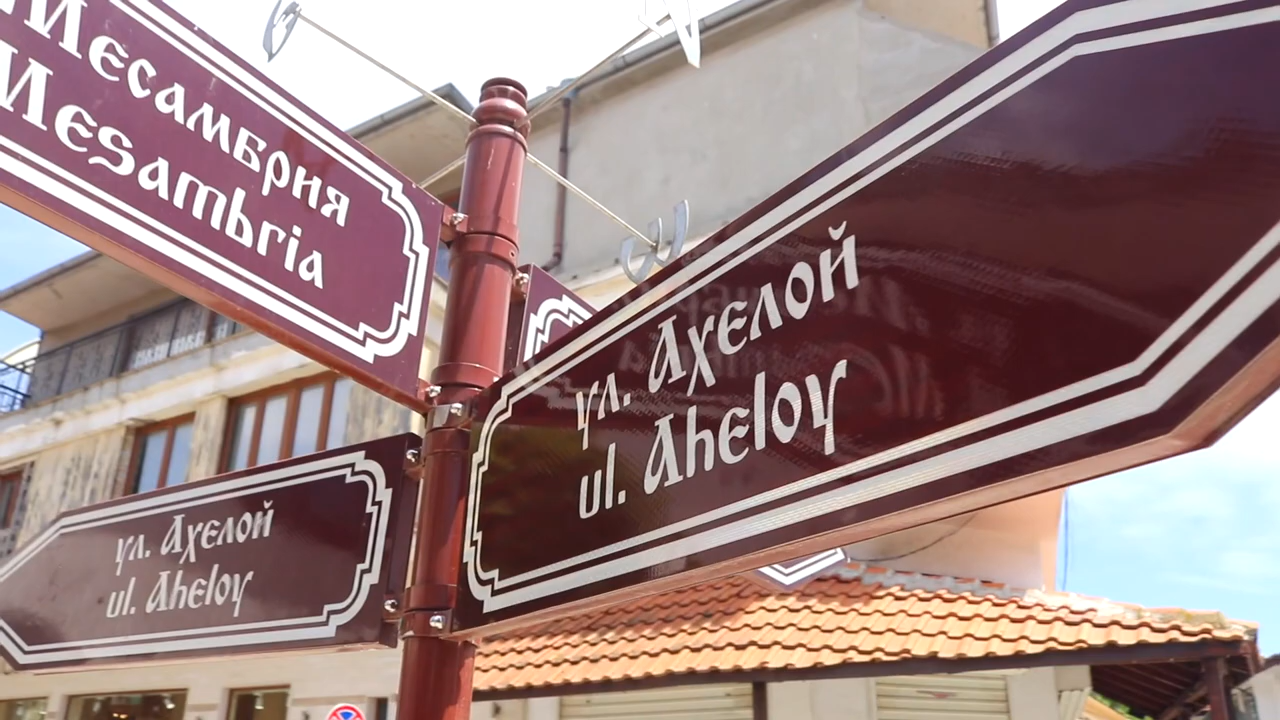 Месамбрия
Mesambria
ул. Ахелой
ul. Aheloy
ул. Ахелой
ul. Aheloy